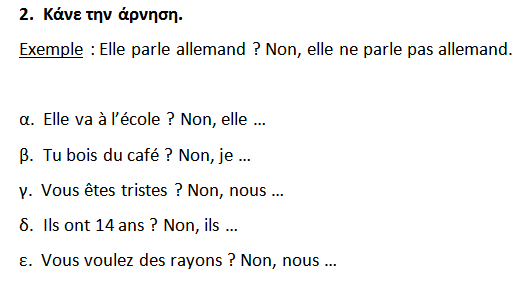 2. Κάνε την άρνηση.
Exemple : Elle parle allemand ? Non, elle ne parle pas allemand.
α. Elle va à l’école ? Non, elle …
β. Tu bois du café ? Non, je …
γ. Vous êtes tristes ? Non, nous …
δ. Ils ont 14 ans ? Non, ils …
ε. Vous voulez des rayons ? Non, nous …